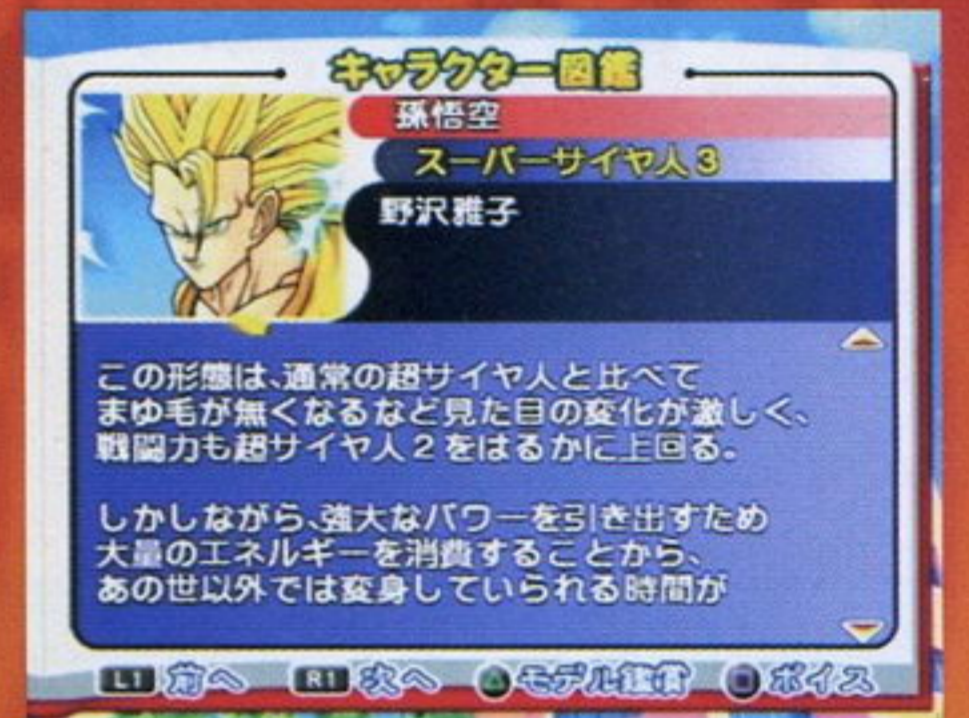 キャラクター図鑑
孫悟空
スーパーサイヤ人3
野沢雅子
この形態は、通常の超サイヤ人と比べて
まゆ毛が無くなるなど見た目の変化が激しく、
戦闘力も超サイヤ人2をはるかに上回る。
しかしながら、強大なパワーを引き出すため
大量のエネルギーを消費することから、
あの世以外では変身していられる時間が
L1 前へ R1 次へ モデル鑑賞 ボイス